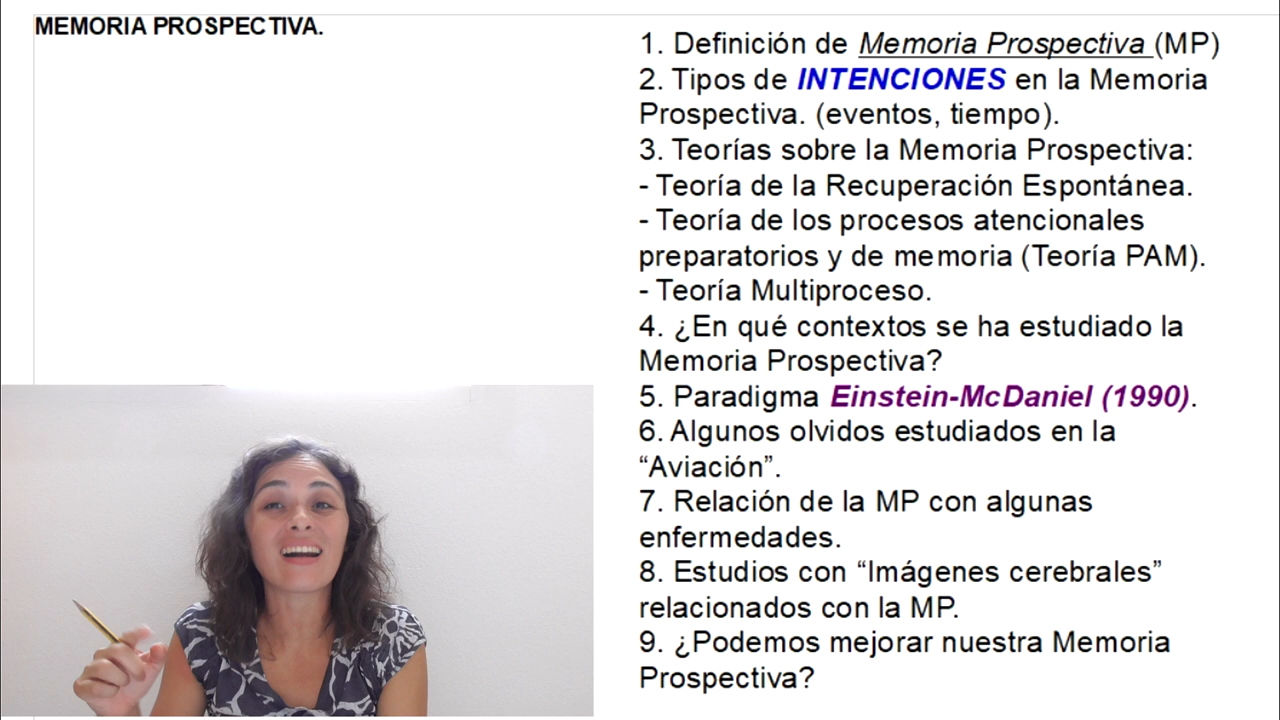 MEMORIA PROSPECTIVA.
1. Definición de Memoria Prospectiva (MP)
2. Tipos de INTENCIONES en la Memoria
Prospectiva. (eventos, tiempo).
3. Teorías sobre la Memoria Prospectiva:
- Teoría de la Recuperación Espontánea.
- Teoría de los procesos atencionales
preparatorios y de memoria (Teoría PAM).
- Teoría Multiproceso.
4. ¿En qué contextos se ha estudiado la
Memoria Prospectiva?
5. Paradigma Einstein-McDaniel (1990).
6. Algunos olvidos estudiados en la
“Aviación”.
7. Relación de la MP con algunas
enfermedades.
8. Estudios con “Imágenes cerebrales”
relacionados con la MP.
9. ¿Podemos mejorar nuestra Memoria
Prospectiva?